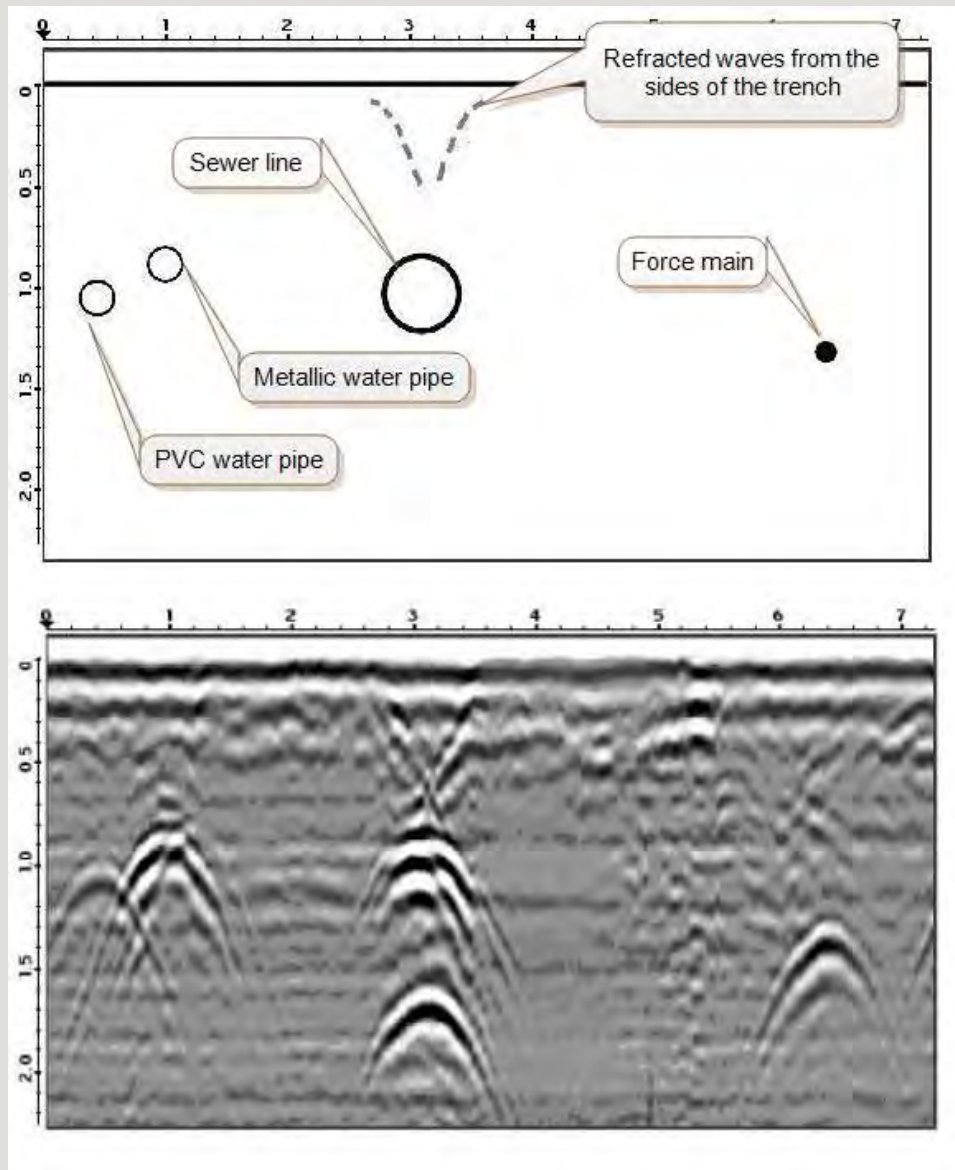 0 1 2 3 4 5 6 7
Refracted waves from the
sides of the trench
0
Sewer line
0.5
Force main
1.0
Metallic water pipe
1.5
PVC water pipe
2.0
0 1 2 3 4 5 6 7
0
0.5
1.0
1.5
2.0